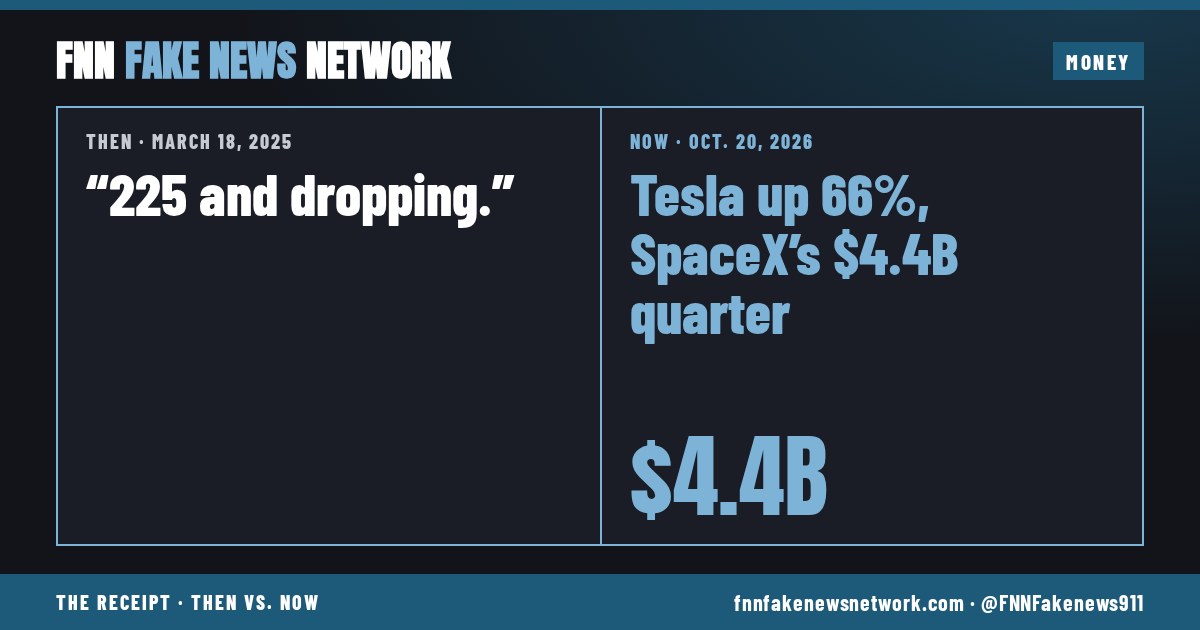 FNN FAKE NEWS NETWORK
MONEY
THEN · MARCH 18, 2025
“225 and dropping.”
NOW · OCT. 20, 2026
Tesla up 66%,
SpaceX’s $4.4B
quarter
$4.4B
THE RECEIPT · THEN VS. NOW
fnnfakenewsnetwork.com · @FNNFakenews911